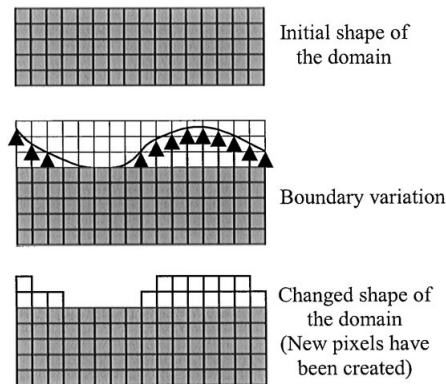 Initial shape of
the domain
Boundary variation
Changed shape of
the domain
(New pixels have
been created)